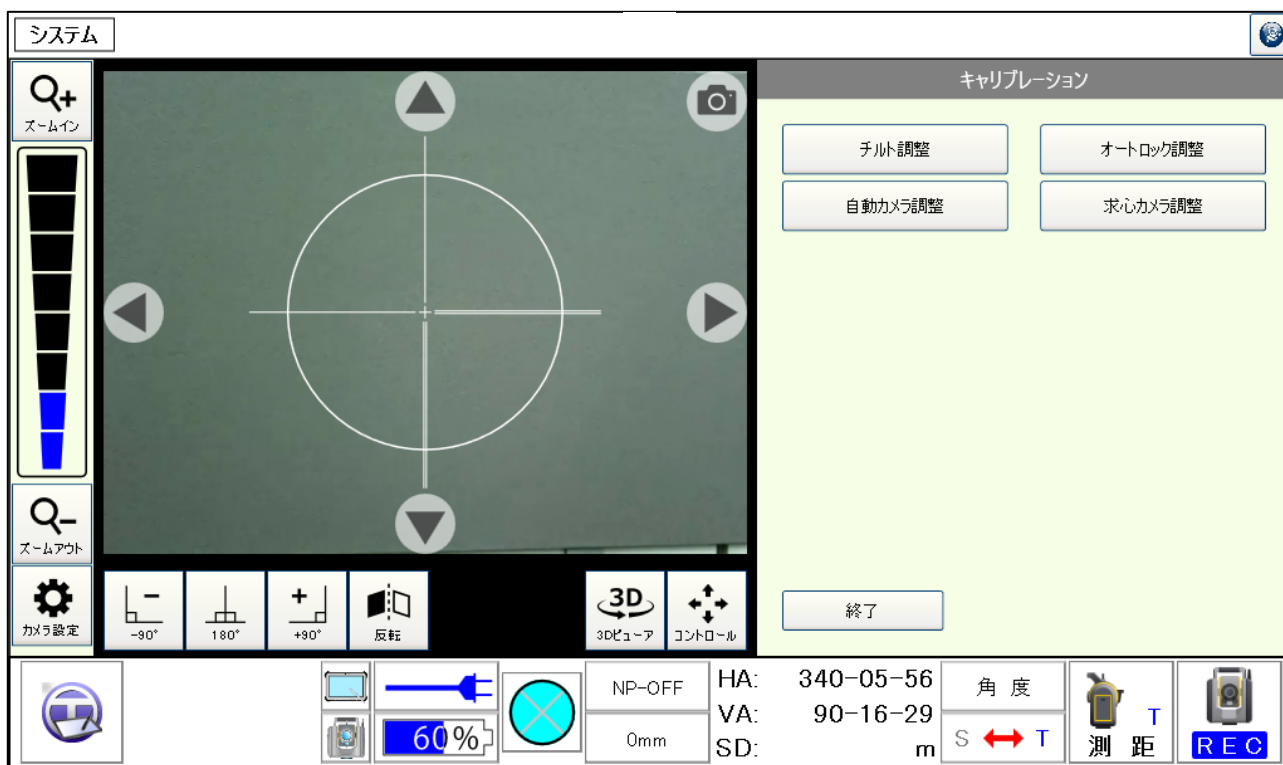 システム
ズームイン
キャリブレーション
チルト調整
オートロック調整
自動カメラ調整
求心カメラ調整
ズームアウト
カメラ設定
-90°
180°
+90°
反転
3D
3Dビューア
コントロール
終了
60%
NP-OFF
0mm
HA: 340-05-56
VA: 90-16-29
SD: m
角度
S T
T
測 距
REC